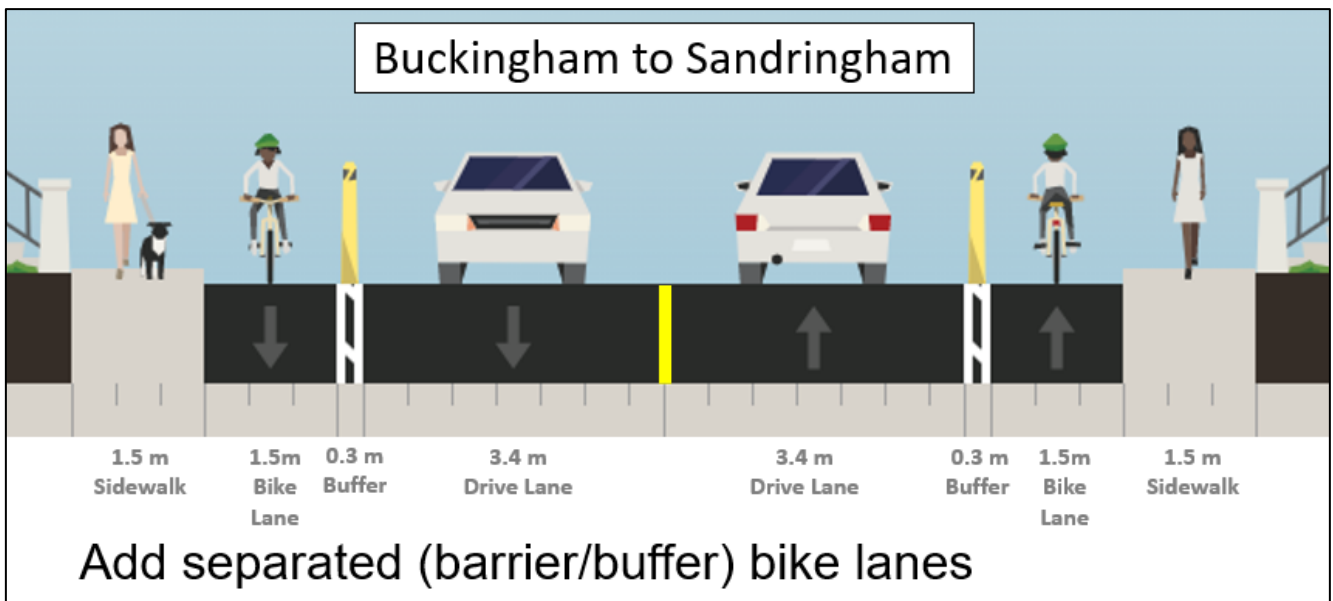 Buckingham to Sandringham
1.5 m
Sidewalk
1.5m
Bike
Lane
0.3 m
Buffer
3.4 m
Drive Lane
3.4 m
Drive Lane
0.3 m
Buffer
1.5m
Bike
Lane
1.5 m
Sidewalk
Add separated (barrier/buffer) bike lanes